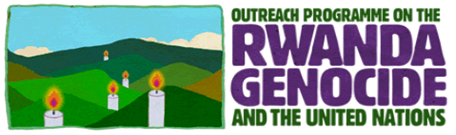 OUTREACH PROGRAMME ON THE
RWANDA
GENOCIDE
AND THE UNITED NATIONS